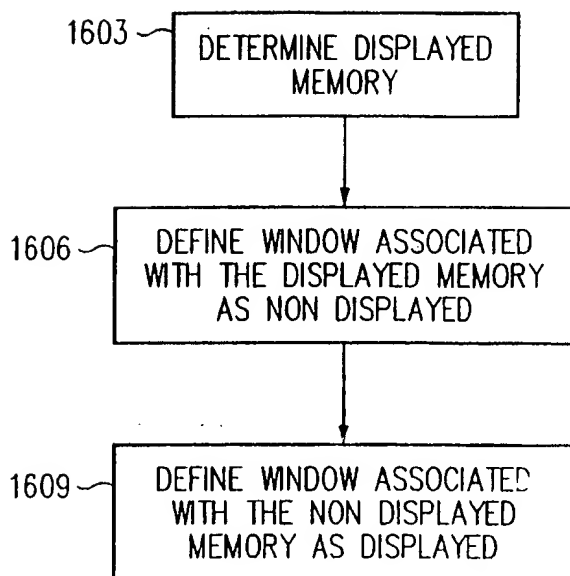 1603
DETERMINE DISPLAYED
MEMORY
1606
DEFINE WINDOW ASSOCIATED
WITH THE DISPLAYED MEMORY
AS NON DISPLAYED
1609
DEFINE WINDOW ASSOCIATED
WITH THE NON DISPLAYED
MEMORY AS DISPLAYED